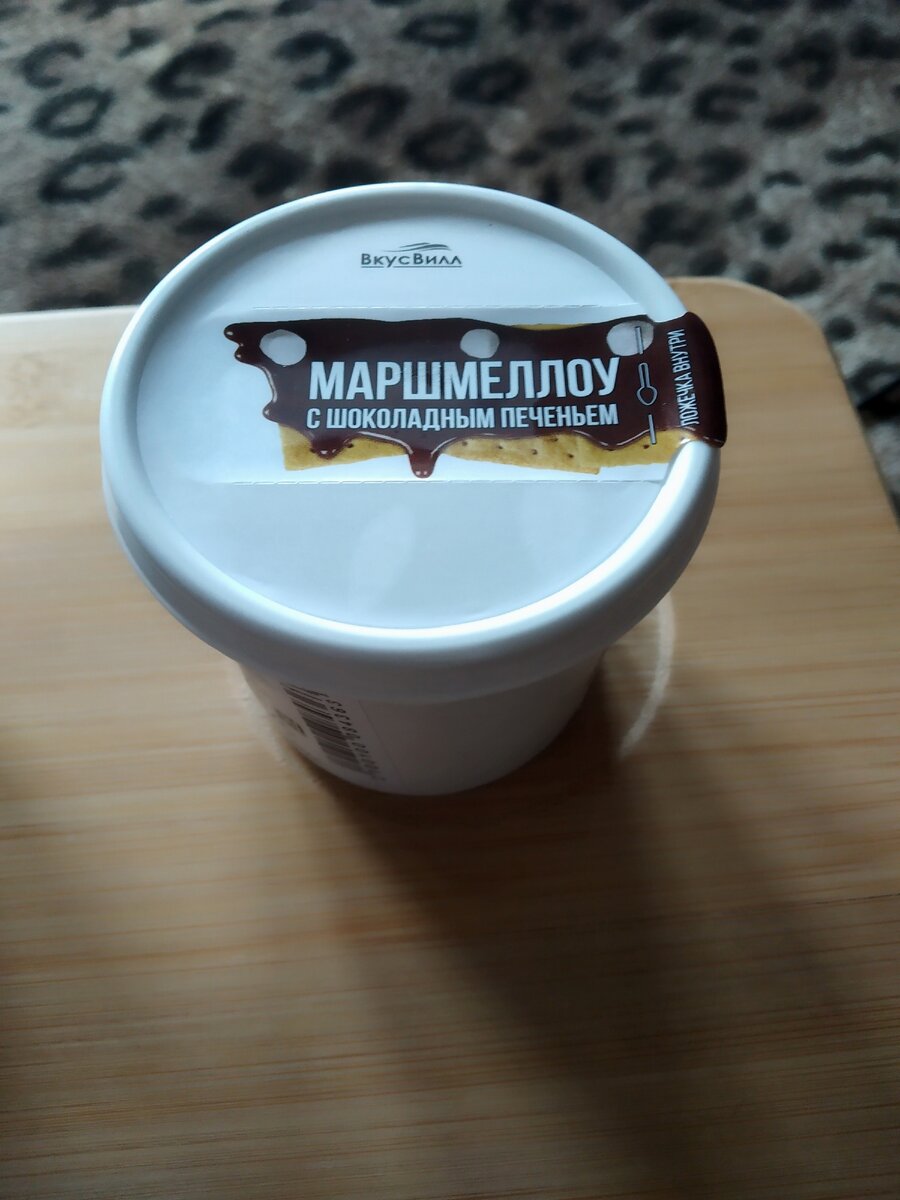 ВкусВилл
МАРШМЕЛЛОУ
С ШОКОЛАДНЫМ ПЕЧЕНЬЕМ
ЛОЖЕЧКА ВНУТРИ